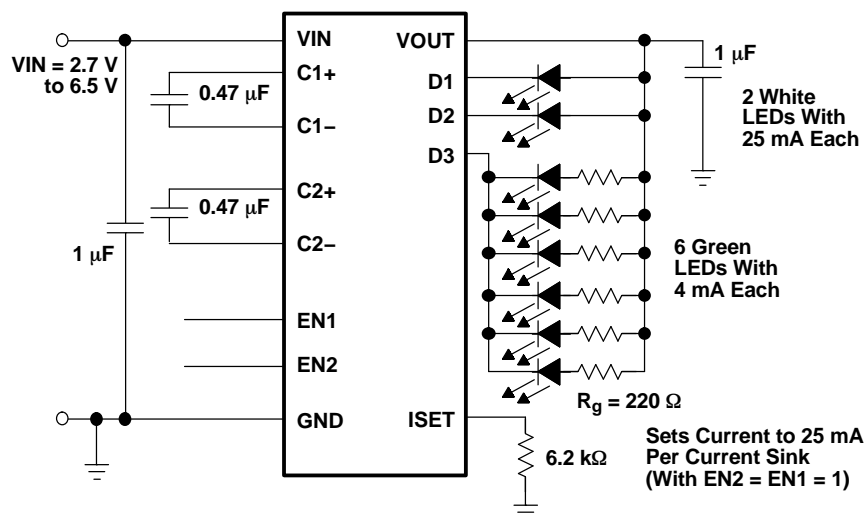 VIN
VOUT
VIN = 2.7 V
to 6.5 V
C1+
0.47 μF
C1−
D1
D2
D3
1 μF
2 White
LEDs With
25 mA Each
C2+
0.47 μF
C2−
1 μF
6 Green
LEDs With
4 mA Each
EN1
EN2
GND
ISET
Rg = 220 Ω
6.2 kΩ
Sets Current to 25 mA
Per Current Sink
(With EN2 = EN1 = 1)